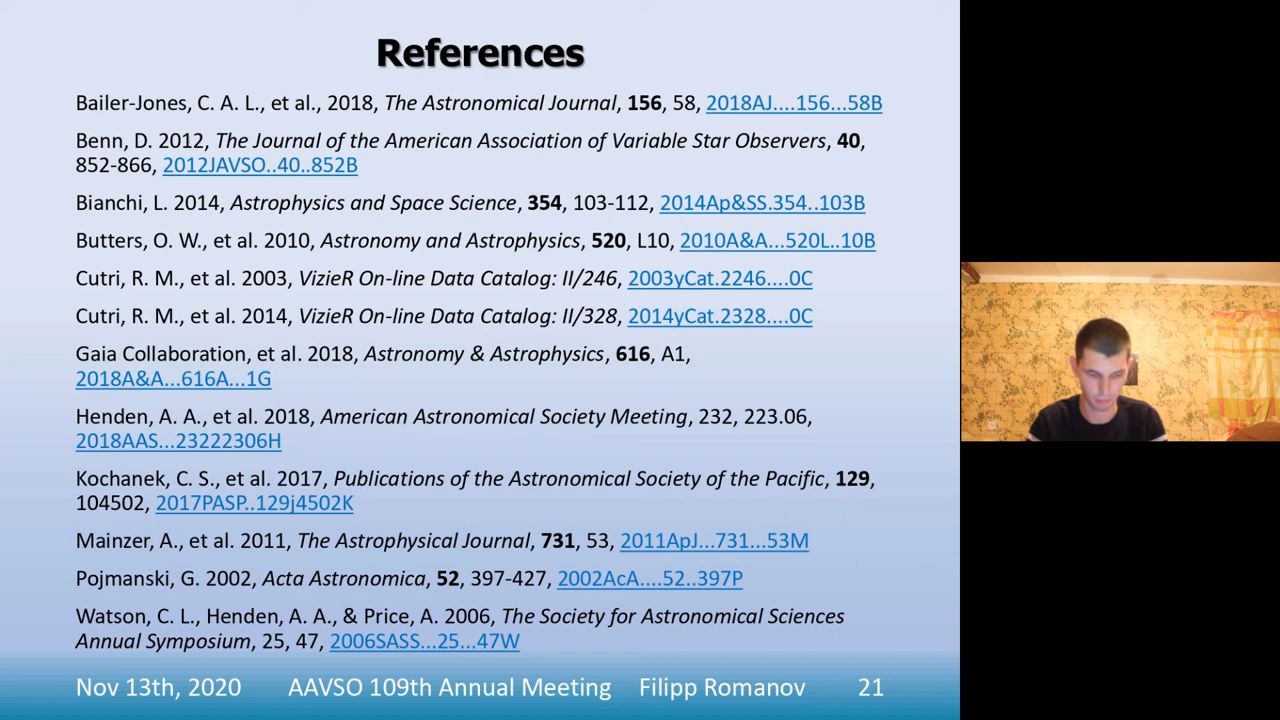 References
Bailer-Jones, C. A. L., et al., 2018, The Astronomical Journal, 156, 58, 2018AJ....156...58B
Benn, D. 2012, The Journal of the American Association of Variable Star Observers, 40,
852-866, 2012JAVSO..40..852B
Bianchi, L. 2014, Astrophysics and Space Science, 354, 103-112, 2014Ap&SS.354..103B
Butters, O. W., et al. 2010, Astronomy and Astrophysics, 520, L10, 2010A&A...520L..10B
Cutri, R. M., et al. 2003, VizieR On-line Data Catalog: II/246, 2003yCat.2246....0C
Cutri, R. M., et al. 2014, VizieR On-line Data Catalog: II/328, 2014yCat.2328....0C
Gaia Collaboration, et al. 2018, Astronomy & Astrophysics, 616, A1,
2018A&A...616A...1G
Henden, A. A., et al. 2018, American Astronomical Society Meeting, 232, 223.06,
2018AAS...23222306H
Kochanek, C. S., et al. 2017, Publications of the Astronomical Society of the Pacific, 129,
104502, 2017PASP..129j4502K
Mainzer, A., et al. 2011, The Astrophysical Journal, 731, 53, 2011ApJ...731...53M
Pojmanski, G. 2002, Acta Astronomica, 52, 397-427, 2002AcA....52..397P
Watson, C. L., Henden, A. A., & Price, A. 2006, The Society for Astronomical Sciences
Annual Symposium, 25, 47, 2006SASS...25...47W
Nov 13th, 2020 AAVSO 109th Annual Meeting Filipp Romanov 21